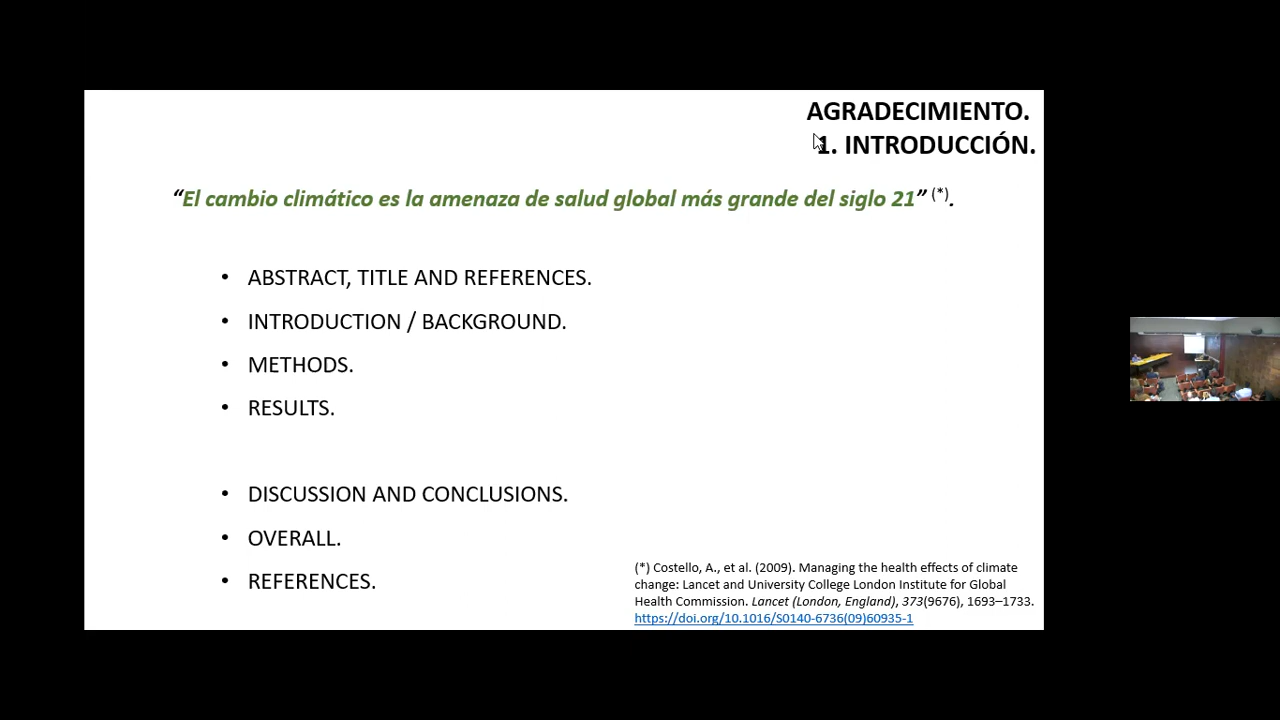 AGRADECIMIENTO.
1. INTRODUCCIÓN.
“El cambio climático es la amenaza de salud global más grande del siglo 21” (*).
• ABSTRACT, TITLE AND REFERENCES.
• INTRODUCTION / BACKGROUND.
• METHODS.
• RESULTS.
• DISCUSSION AND CONCLUSIONS.
• OVERALL.
• REFERENCES.
(*) Costello, A., et al. (2009). Managing the health effects of climate
change: Lancet and University College London Institute for Global
Health Commission. Lancet (London, England), 373(9676), 1693–1733.
https://doi.org/10.1016/S0140-6736(09)60935-1